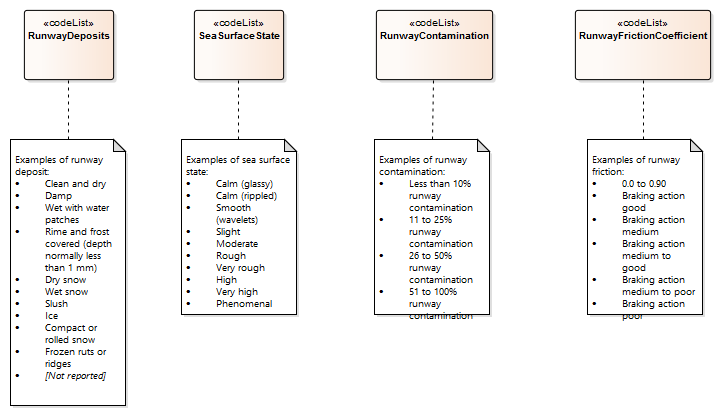 «codeList»
RunwayDeposits
«codeList»
SeaSurfaceState
«codeList»
RunwayContamination
«codeList»
RunwayFrictionCoefficient
Examples of runway
deposit:
• Clean and dry
• Damp
• Wet with water
patches
• Rime and frost
covered (depth
normally less
than 1 mm)
• Dry snow
• Wet snow
• Slush
• Ice
• Compact or
rolled snow
• Frozen ruts or
ridges
• [Not reported]
Examples of sea surface
state:
• Calm (glassy)
• Calm (rippled)
• Smooth
(wavelets)
• Slight
• Moderate
• Rough
• Very rough
• High
• Very high
• Phenomenal
Examples of runway
contamination:
• Less than 10%
runway
contamination
• 11 to 25%
runway
contamination
• 26 to 50%
runway
contamination
• 51 to 100%
runway
contamination
Examples of runway
friction:
• 0.0 to 0.90
• Braking action
good
• Braking action
medium
• Braking action
medium to
good
• Braking action
medium to poor
• Braking action
poor